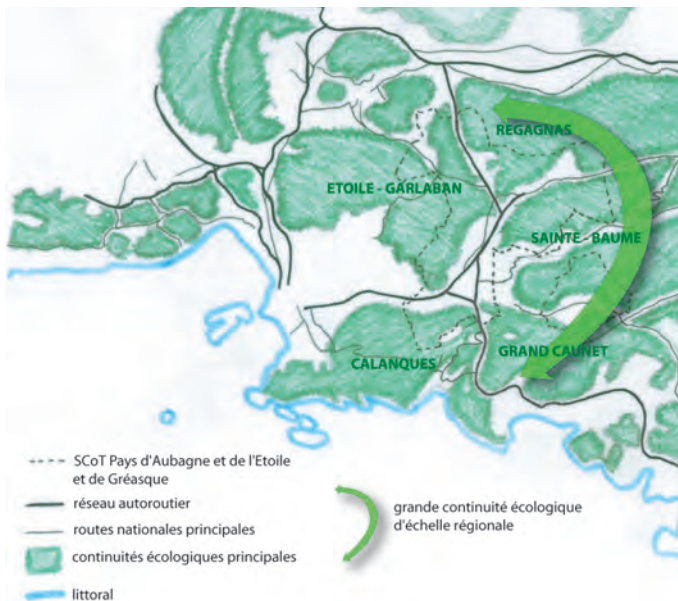 REGAGNAS
ETOILE - GARLABAN
SAINTE - BAUME
CALANQUES
GRAND CAUNET
SCoT Pays d'Aubagne et de l'Etoile
et de Gréasque
réseau autoroutier
routes nationales principales
continuités écologiques principales
littoral
grande continuité écologique
d'échelle régionale